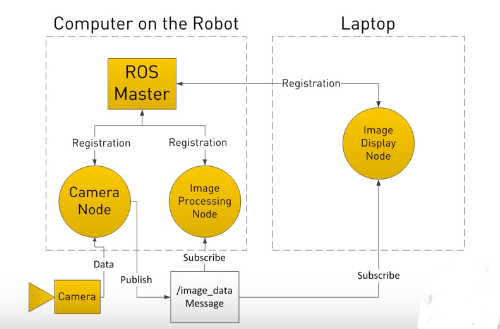 Computer on the Robot
Laptop
ROS
Master
Registration
Registration
Registration
Image
Display
Node
Camera
Node
Image
Processing
Node
Data
Publish
Subscribe
Subscribe
Camera
/image_data
Message